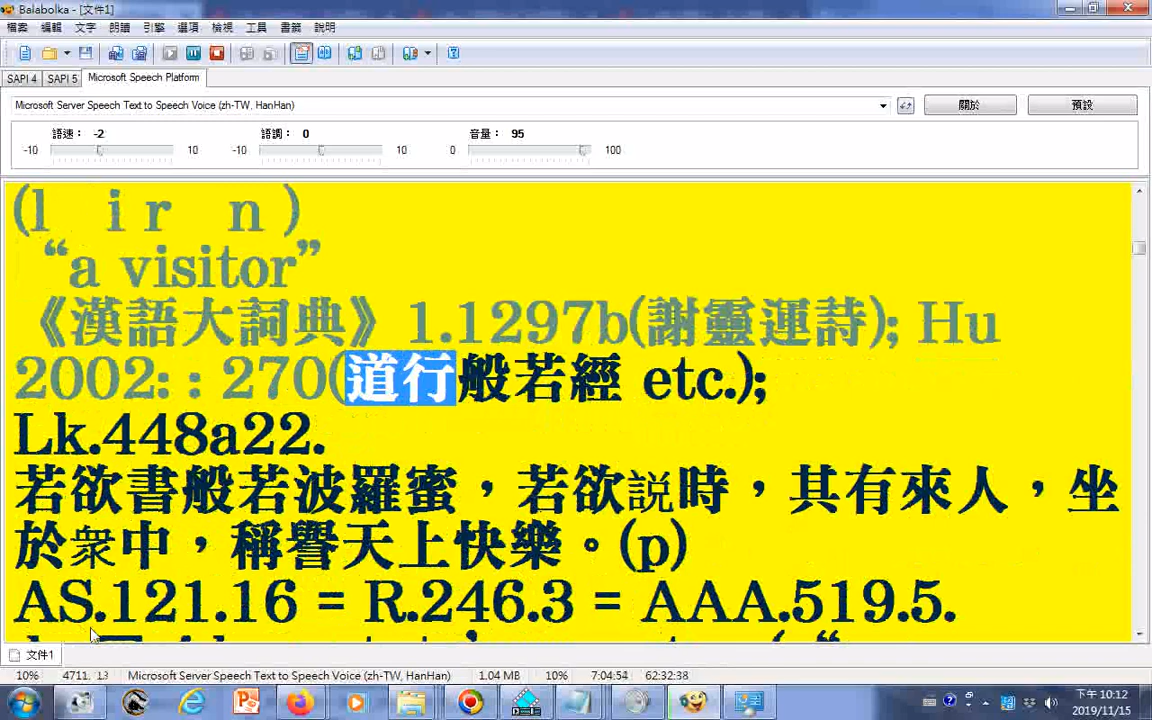 Balabolka - [文件1]
檔案 編輯 文字 朗讀 引擎 選項 檢視 工具 書籤 說明
SAPI 4 SAPI 5 Microsoft Speech Platform
Microsoft Server Speech Text to Speech Voice (zh-TW, HanHan)
關於 預設
語速： -2 語調： 0 音量： 95
-10 10 -10 10 0 100
(l i r n )
“a visitor”
《漢語大詞典》 1.1297b(謝靈運詩); Hu
2002: : 270(道行般若經 etc.);
Lk.448a22.
若欲書般若波羅蜜，若欲説時，其有來人，坐
於衆中，稱譽天上快樂。(p)
AS.121.16 = R.246.3 = AAA.519.5.
文件1
10% 4711, 13 Microsoft Server Speech Text to Speech Voice (zh-TW, HanHan) 1.04 MB 10% 7:04:54 62:32:38
下午 10:12
2019/11/15